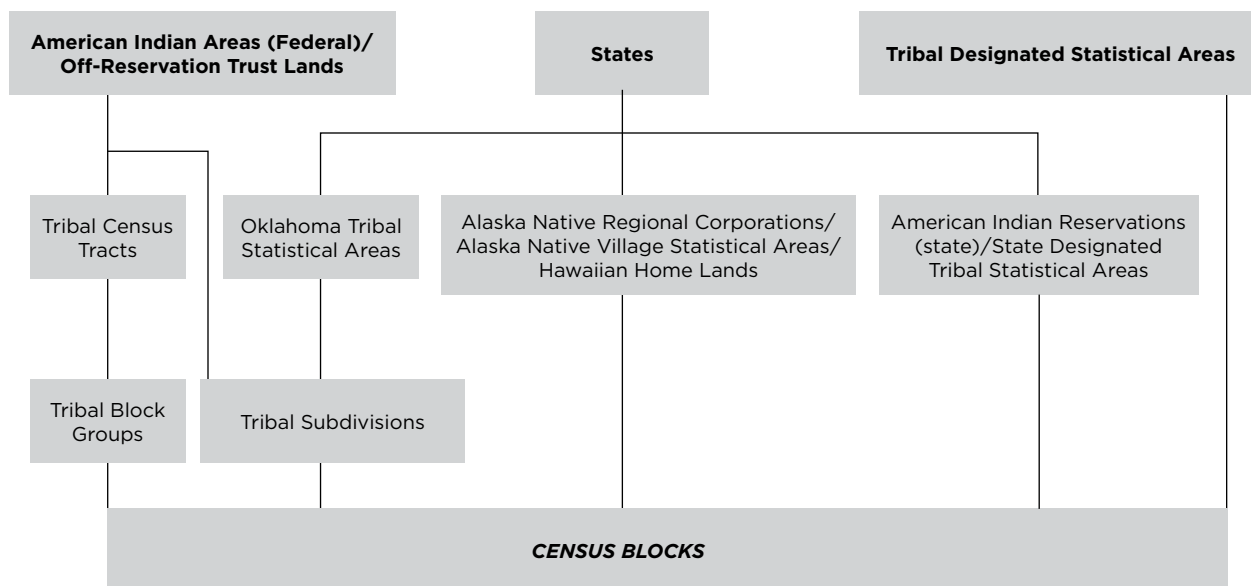 American Indian Areas (Federal)/
Off-Reservation Trust Lands
States
Tribal Designated Statistical Areas
Tribal Census
Tracts
Oklahoma Tribal
Statistical Areas
Alaska Native Regional Corporations/
Alaska Native Village Statistical Areas/
Hawaiian Home Lands
American Indian Reservations
(state)/State Designated
Tribal Statistical Areas
Tribal Block
Groups
Tribal Subdivisions
CENSUS BLOCKS